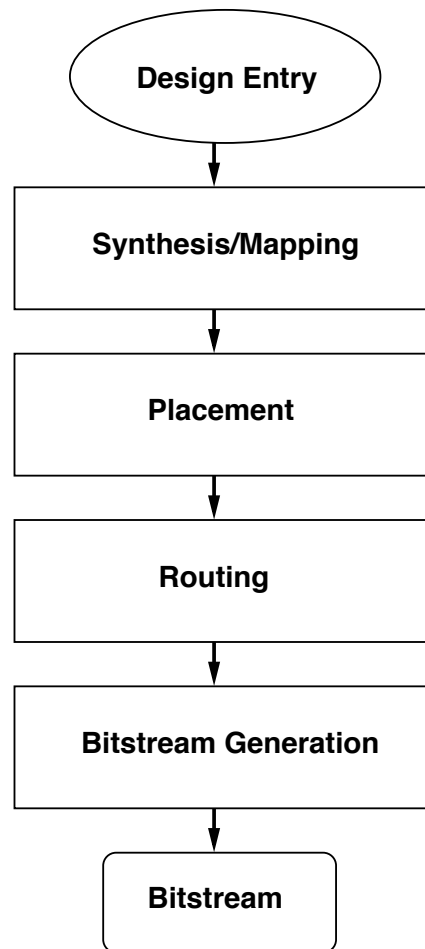 Design Entry
Synthesis/Mapping
Placement
Routing
Bitstream Generation
Bitstream